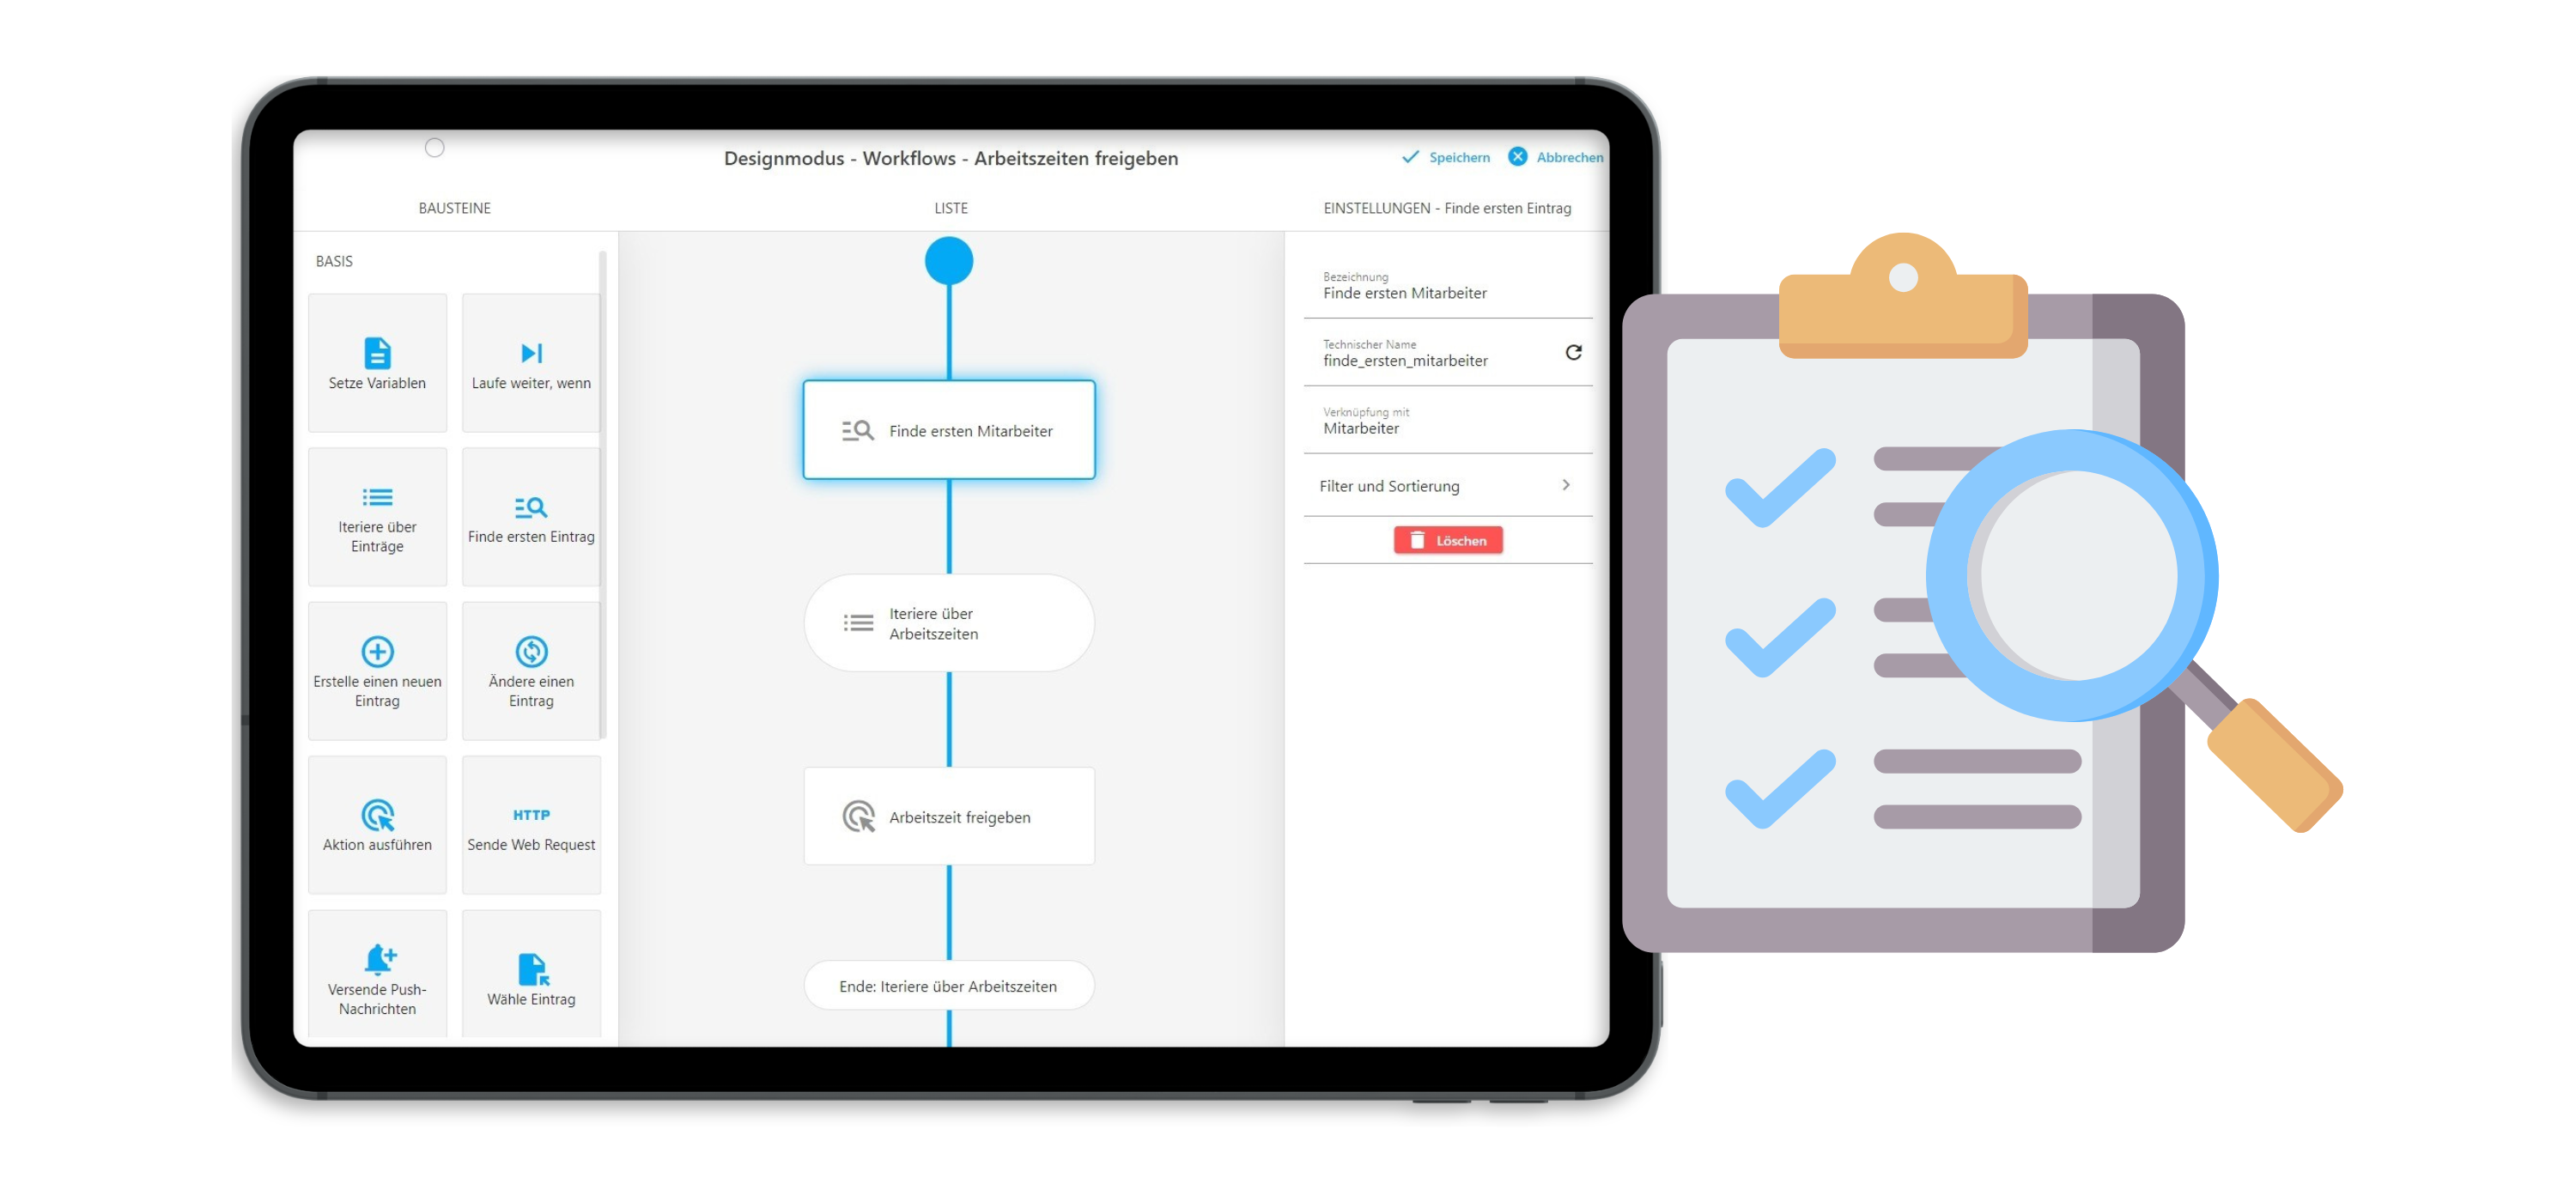 Designmodus - Workflows - Arbeitszeiten freigeben
Speichern
Abbrechen
BAUSTEINE
LISTE
EINSTELLUNGEN - Finde ersten Eintrag
BASIS
Setze Variablen
Laufe weiter, wenn
Iteriere über
Einträge
Finde ersten Eintrag
Erstelle einen neuen
Eintrag
Ändere einen
Eintrag
Aktion ausführen
HTTP
Sende Web Request
Versende Push-
Nachrichten
Wähle Eintrag
Finde ersten Mitarbeiter
Iteriere über
Arbeitszeiten
Arbeitszeit freigeben
Ende: Iteriere über Arbeitszeiten
Bezeichnung
Finde ersten Mitarbeiter
Technischer Name
finde_ersten_mitarbeiter
Verknüpfung mit
Mitarbeiter
Filter und Sortierung
Löschen